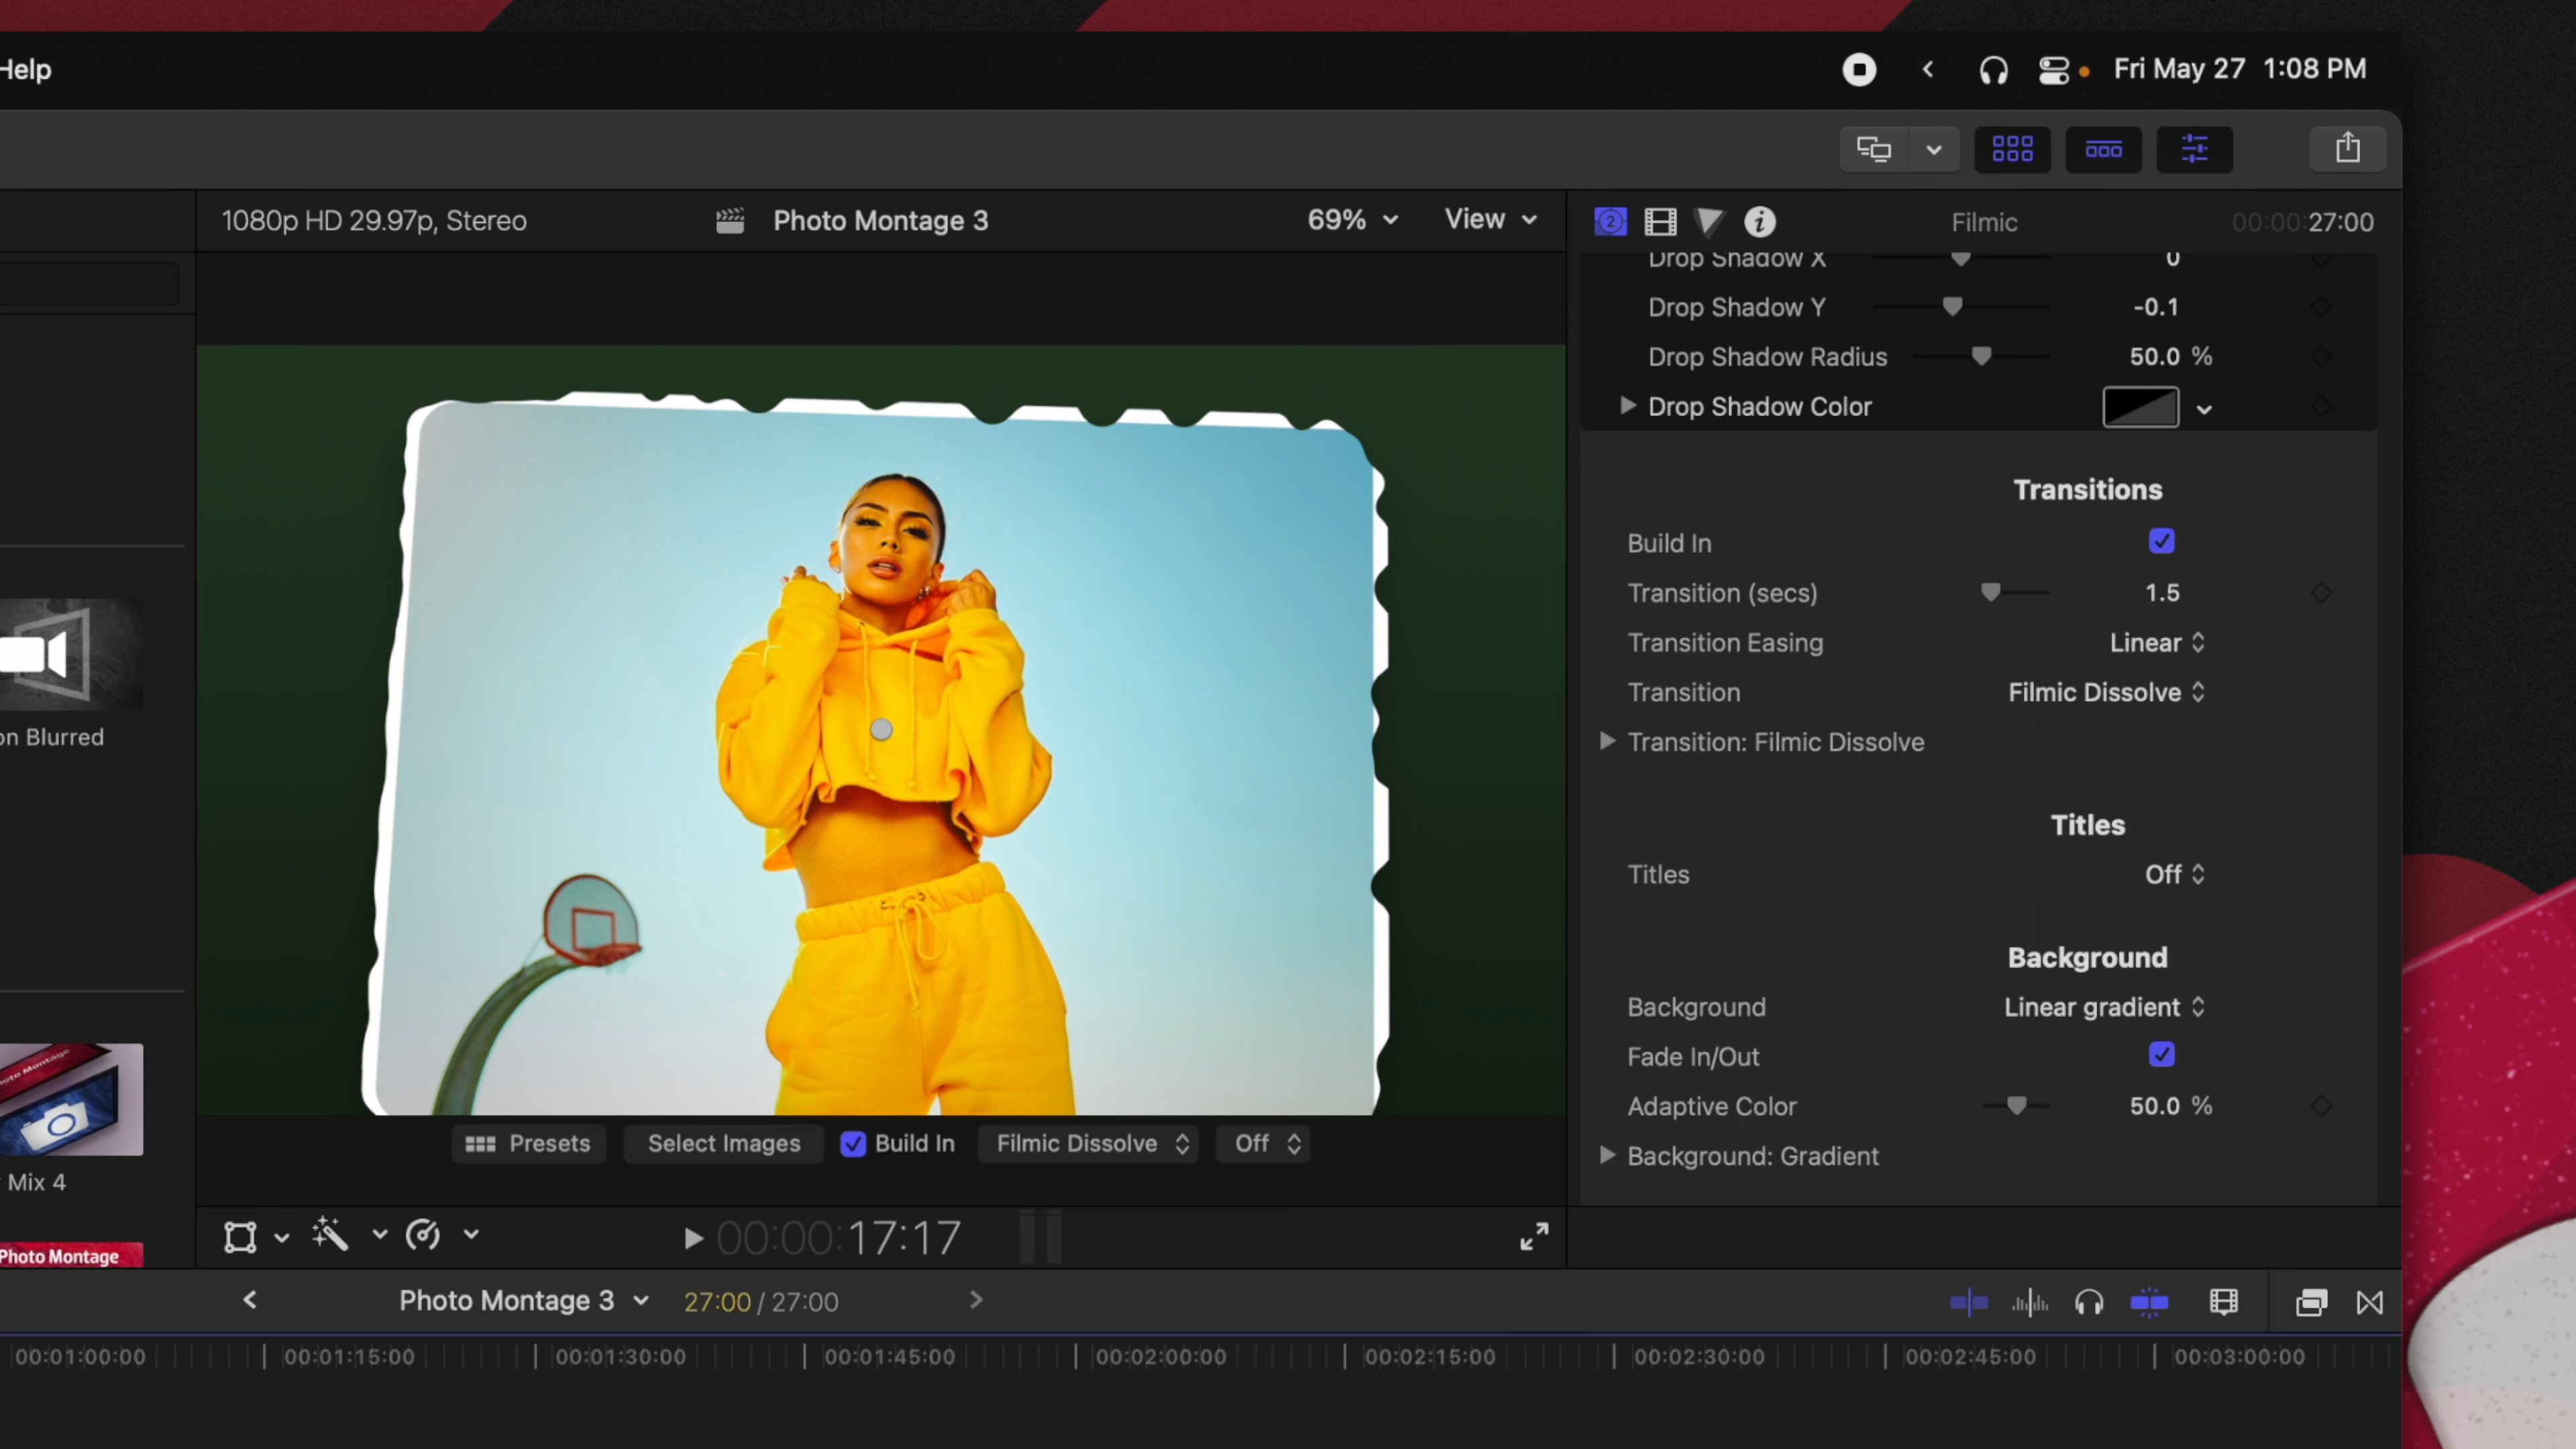 Help
Fri May 27 1:08 PM
1080p HD 29.97p, Stereo
Photo Montage 3
69%
View
2
Filmic
00:00:27:00
Drop Shadow X
0
Drop Shadow Y
-0.1
Drop Shadow Radius
50.0 %
Drop Shadow Color
Transitions
Build In
Transition (secs)
1.5
Transition Easing
Linear
Transition
Filmic Dissolve
Transition: Filmic Dissolve
Titles
Titles
Off
Background
Background
Linear gradient
Fade In/Out
Adaptive Color
50.0 %
Background: Gradient
on Blurred
oto Montage
Mix 4
Photo Montage
Presets
Select Images
Build In
Filmic Dissolve
Off
00:00:17:17
Photo Montage 3
27:00 / 27:00
00:01:00:00
00:01:15:00
00:01:30:00
00:01:45:00
00:02:00:00
00:02:15:00
00:02:30:00
00:02:45:00
00:03:00:00